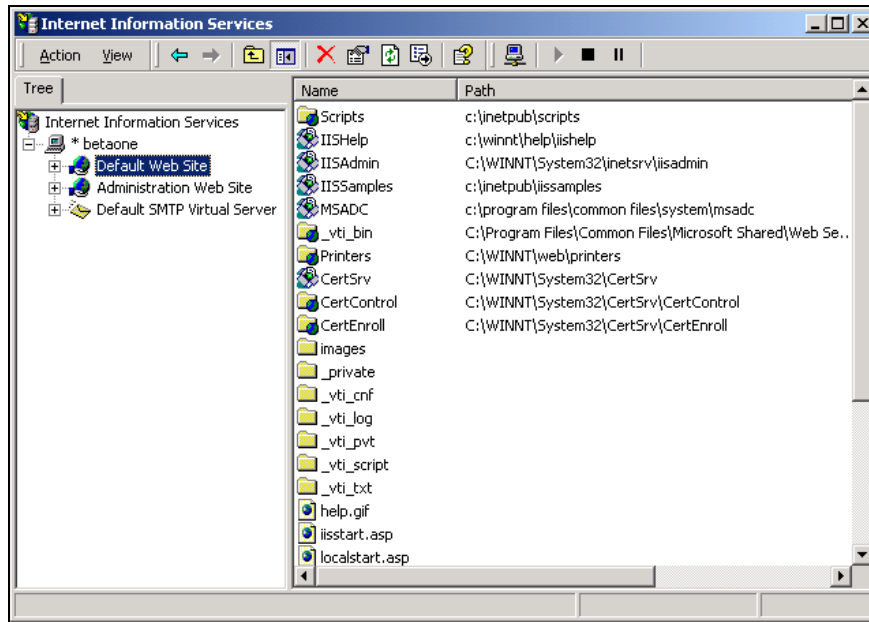 Internet Information Services
Action View
Tree
Internet Information Services
* betaone
Default Web Site
Administration Web Site
Default SMTP Virtual Server
Name Path
Scripts c:\inetpub\scripts
IISHelp c:\winnt\help\iishelp
IISAdmin C:\WINNT\System32\inetsrv\iisadmin
IISSamples c:\inetpub\iissamples
MSADC c:\program files\common files\system\msadc
_vti_bin C:\Program Files\Common Files\Microsoft Shared\Web Se..
Printers C:\WINNT\web\printers
CertSrv C:\WINNT\System32\CertSrv
CertControl C:\WINNT\System32\CertSrv\CertControl
CertEnroll C:\WINNT\System32\CertSrv\CertEnroll
images
_private
_vti_cnf
_vti_log
_vti_pvt
_vti_script
_vti_txt
help.gif
iisstart.asp
localstart.asp